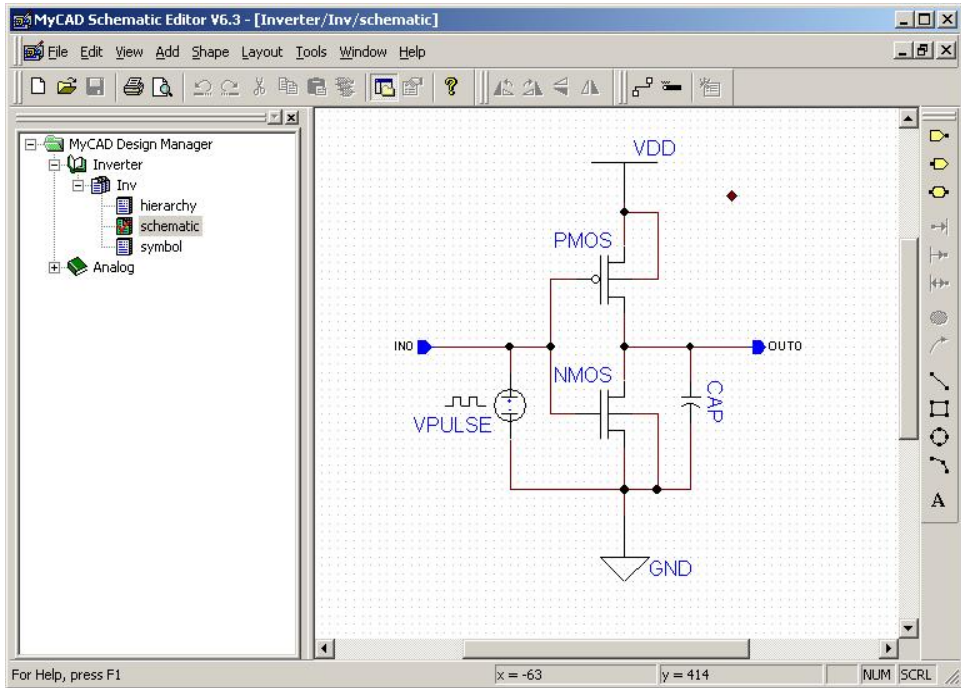 MyCAD Schematic Editor V6.3 - [Inverter/Inv/schematic]
File Edit View Add Shape Layout Tools Window Help
MyCAD Design Manager
Inverter
Inv
hierarchy
schematic
symbol
Analog
VDD
PMOS
IN0
OUT0
NMOS
CAP
VPULSE
GND
A
For Help, press F1
x = -63
y = 414
NUM
SCRL